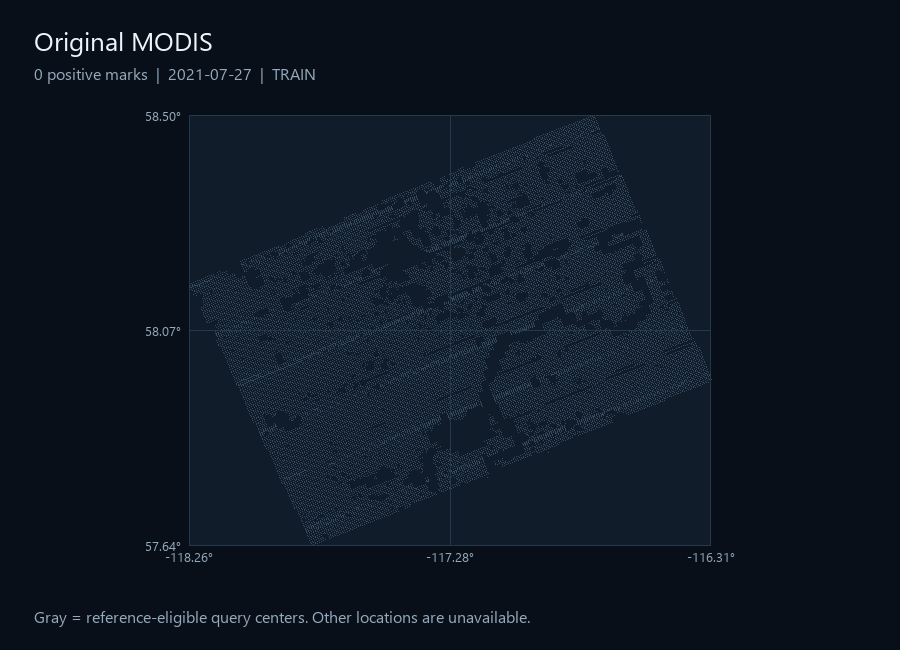 Original MODIS
0 positive marks | 2021-07-27 | TRAIN
58.50°
58.07°
57.64°
-118.26°
-117.28°
-116.31°
Gray = reference-eligible query centers. Other locations are unavailable.